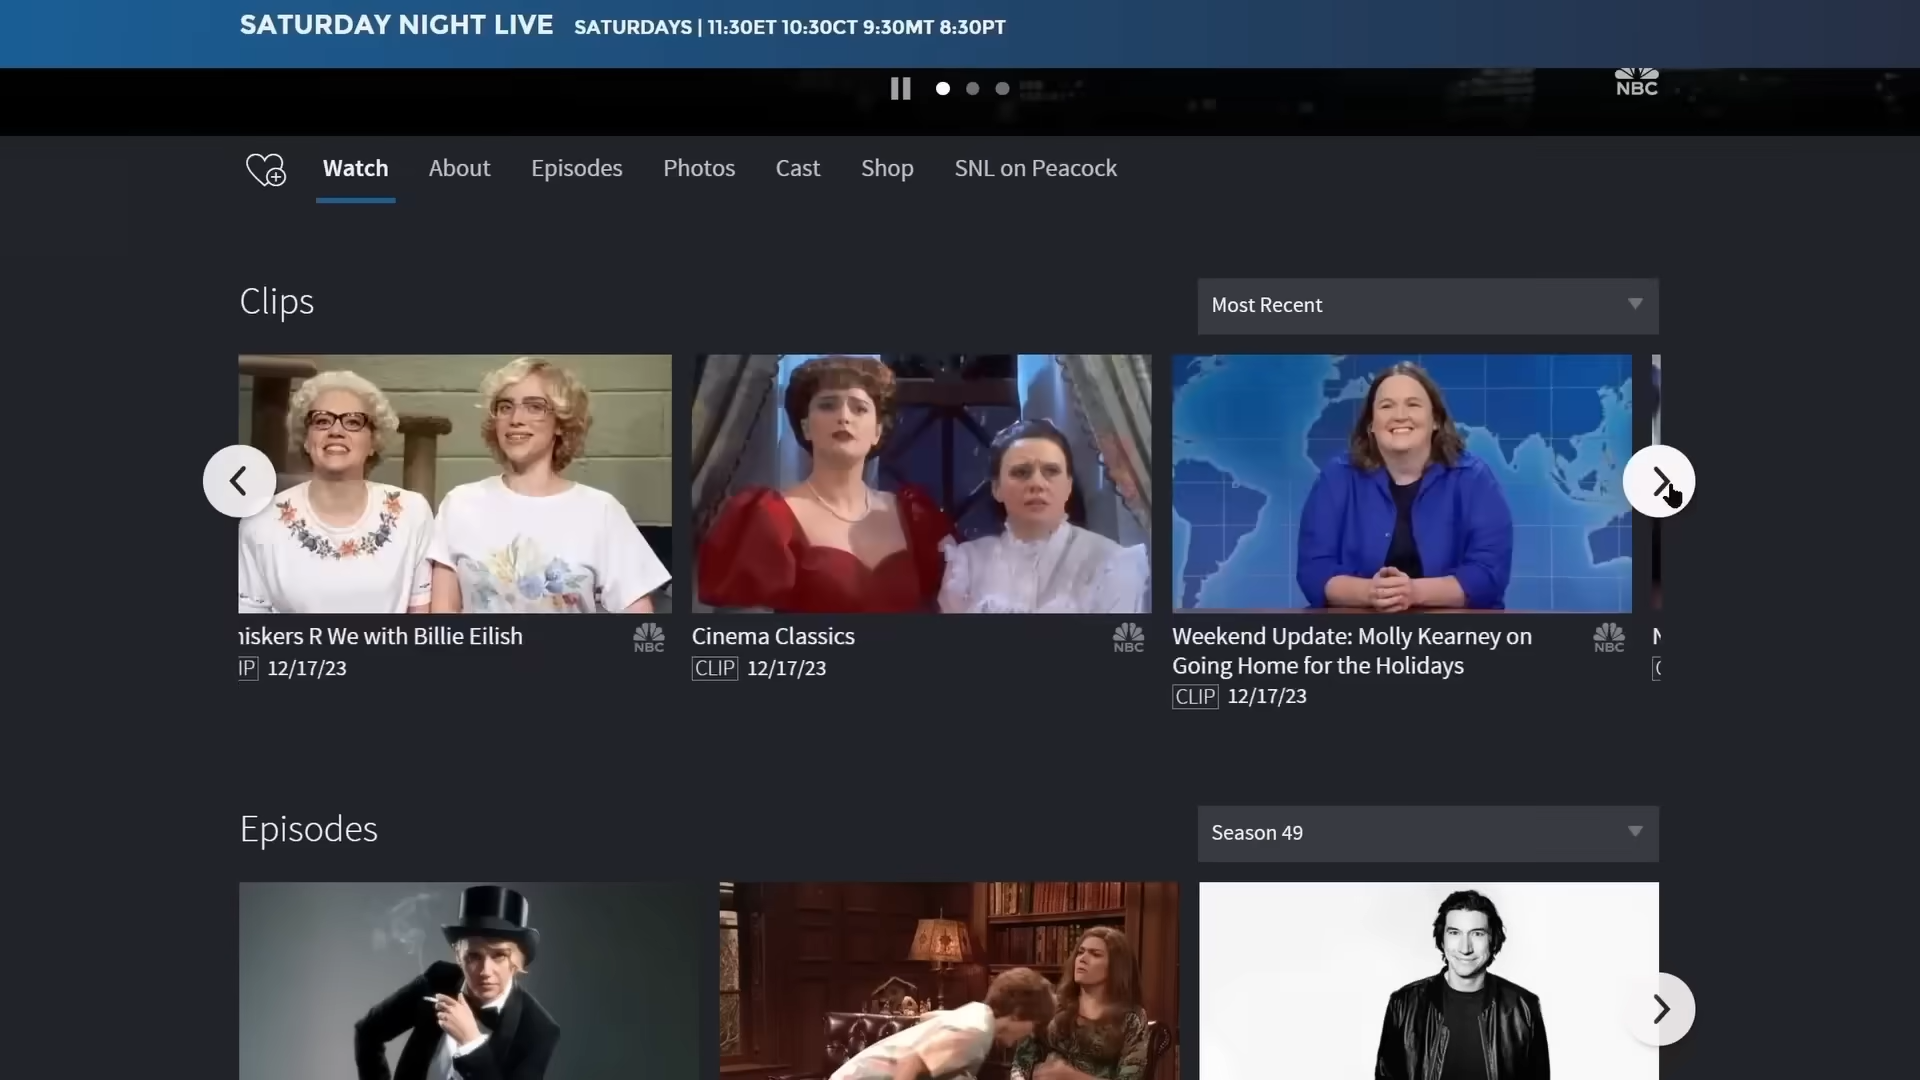 SATURDAY NIGHT LIVE SATURDAYS | 11:30ET 10:30CT 9:30MT 8:30PT
NBC
Watch About Episodes Photos Cast Shop SNL on Peacock
Clips
Most Recent
R We with Billie Eilish
NBC
12/17/23
Cinema Classics
NBC
CLIP 12/17/23
Weekend Update: Molly Kearney on
Going Home for the Holidays
NBC
CLIP 12/17/23
Episodes
Season 49